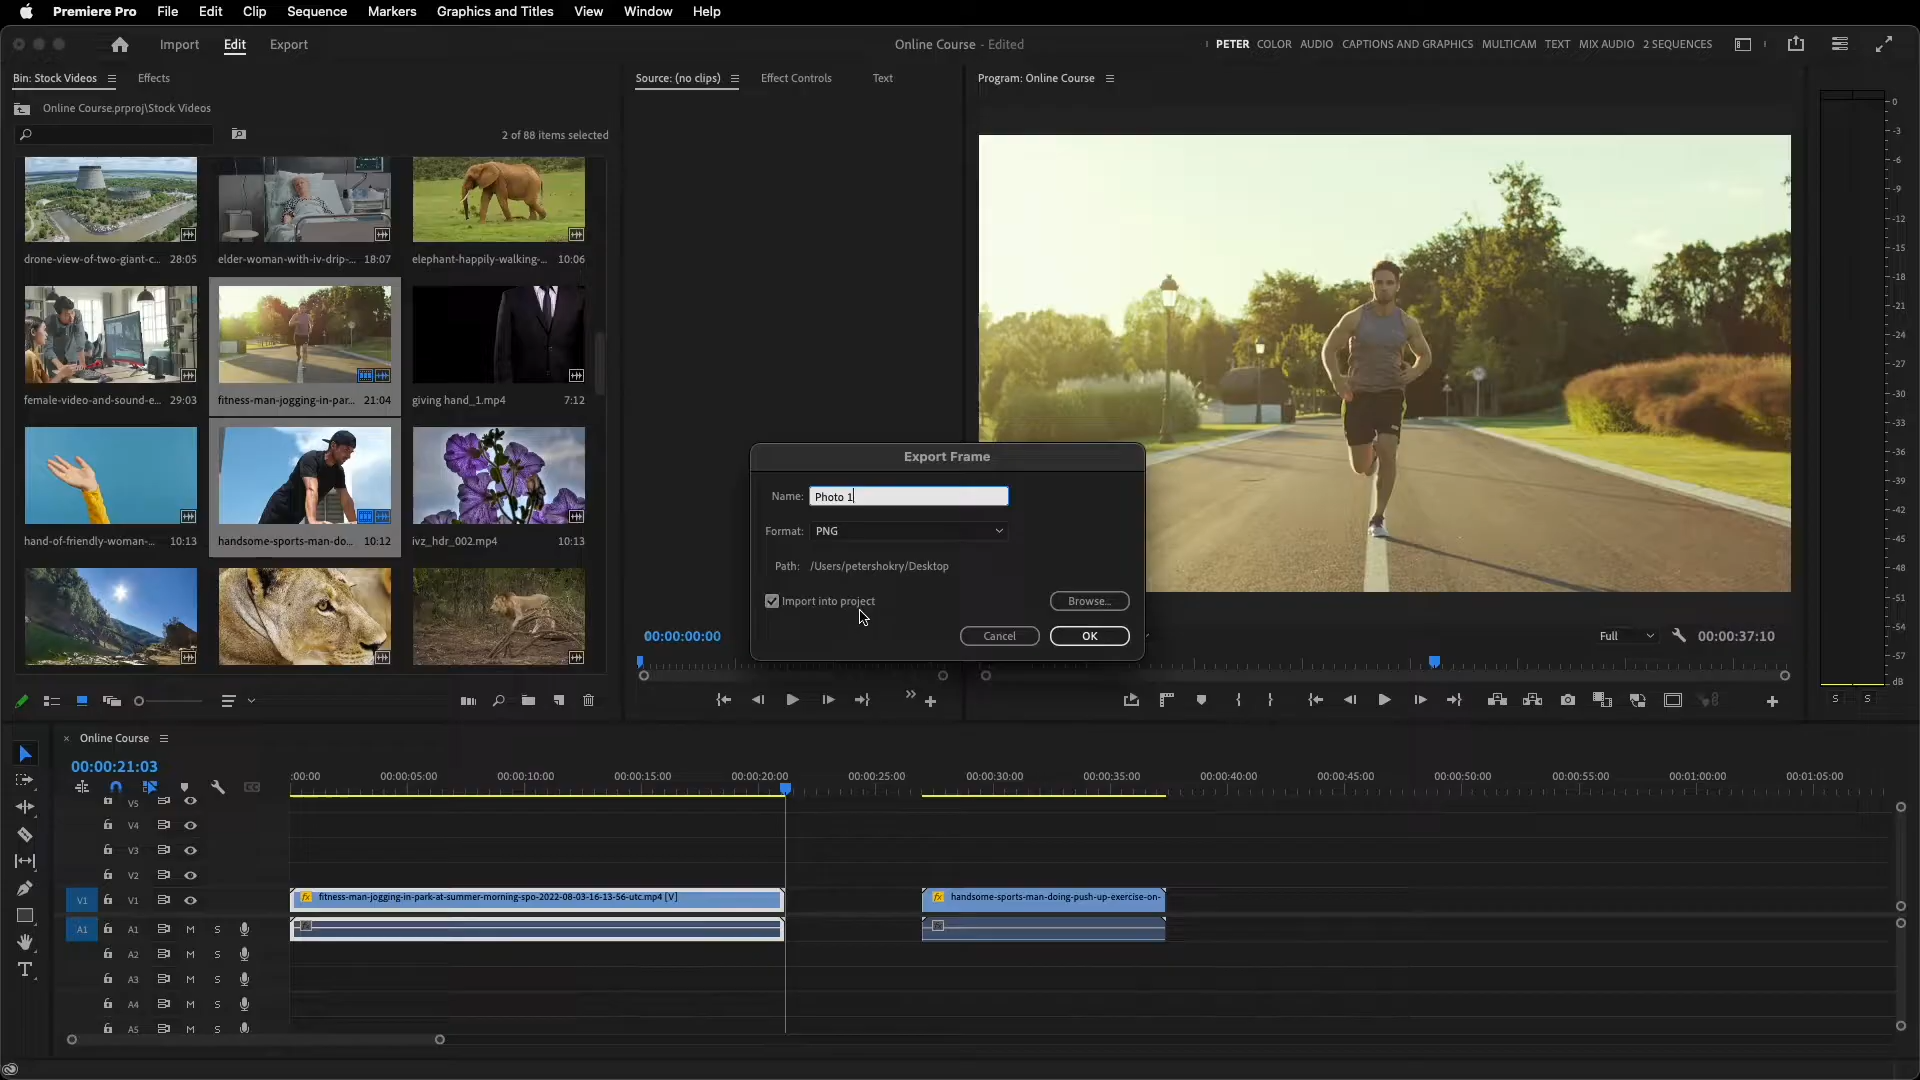 Premiere Pro File Edit Clip Sequence Markers Graphics and Titles View Window Help
Import Edit Export
Online Course - Edited
PETER COLOR AUDIO CAPTIONS AND GRAPHICS MULTICAM TEXT MIX AUDIO 2 SEQUENCES
Bin: Stock Videos Effects
Online Course.prproj\Stock Videos
2 of 88 items selected
drone-view-of-two-giant-c... 28:05
elder-woman-with-iv-drip-... 18:07
elephant-happily-walking-... 10:06
female-video-and-sound-e... 29:03
fitness-man-jogging-in-par... 21:04
giving hand_1.mp4 7:12
hand-of-friendly-woman-... 10:13
handsome-sports-man-do... 10:12
ivz_hdr_002.mp4 10:13
Source: (no clips) Effect Controls Text
00:00:00:00
Program: Online Course
Full 00:00:37:10
Export Frame
Name: Photo 1
Format: PNG
Path: /Users/petershokry/Desktop
Import into project Browse...
Cancel OK
0
-3
-6
-9
-12
-15
-18
-21
-24
-27
-30
-33
-36
-39
-42
-45
-48
-51
-54
-57
dB
S S
Online Course
00:00:21:03
:00:00 00:00:05:00 00:00:10:00 00:00:15:00 00:00:20:00 00:00:25:00 00:00:30:00 00:00:35:00 00:00:40:00 00:00:45:00 00:00:50:00 00:00:55:00 00:01:00:00 00:01:05:00
V5
V4
V3
V2
V1 V1 fx fitness-man-jogging-in-park-at-summer-morning-spo-2022-08-03-16-13-56-utc.mp4 [V] fx handsome-sports-man-doing-push-up-exercise-on-
A1 A1 M S
A2 M S
A3 M S
A4 M S
A5 M S